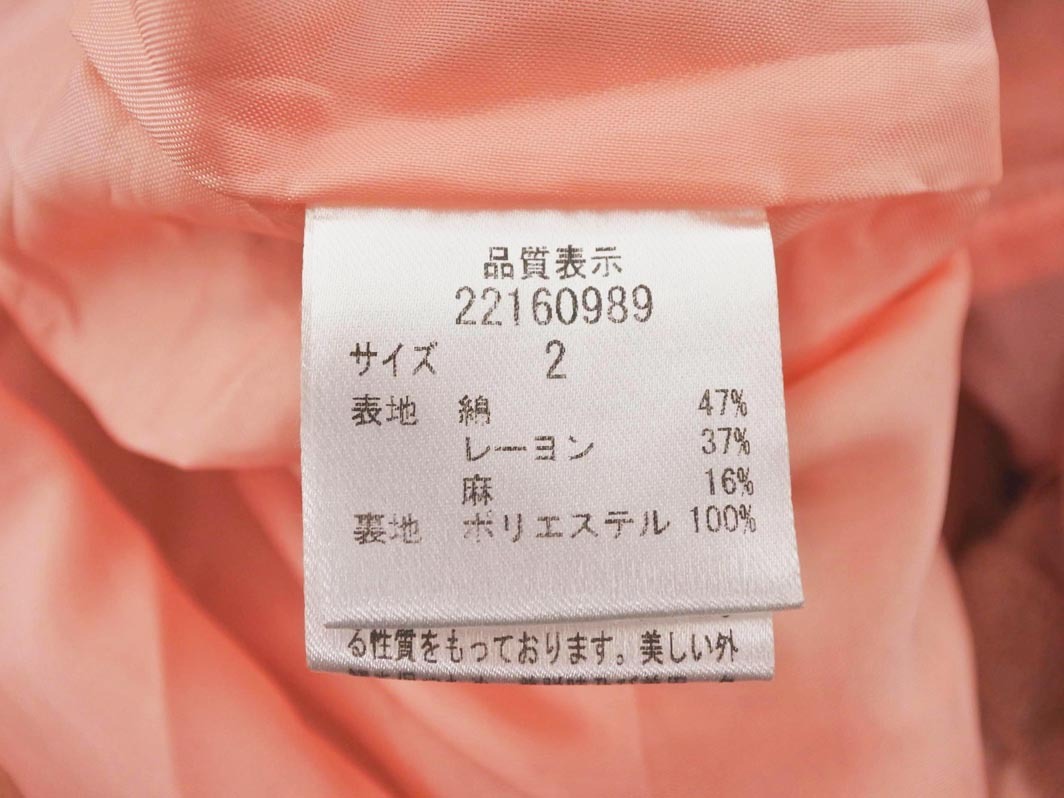 品質表示
22160989
サイズ 2
表地 綿 47%
レーヨン 37%
麻 16%
裏地 ポリエステル 100%
る性質をもっております。美しい外